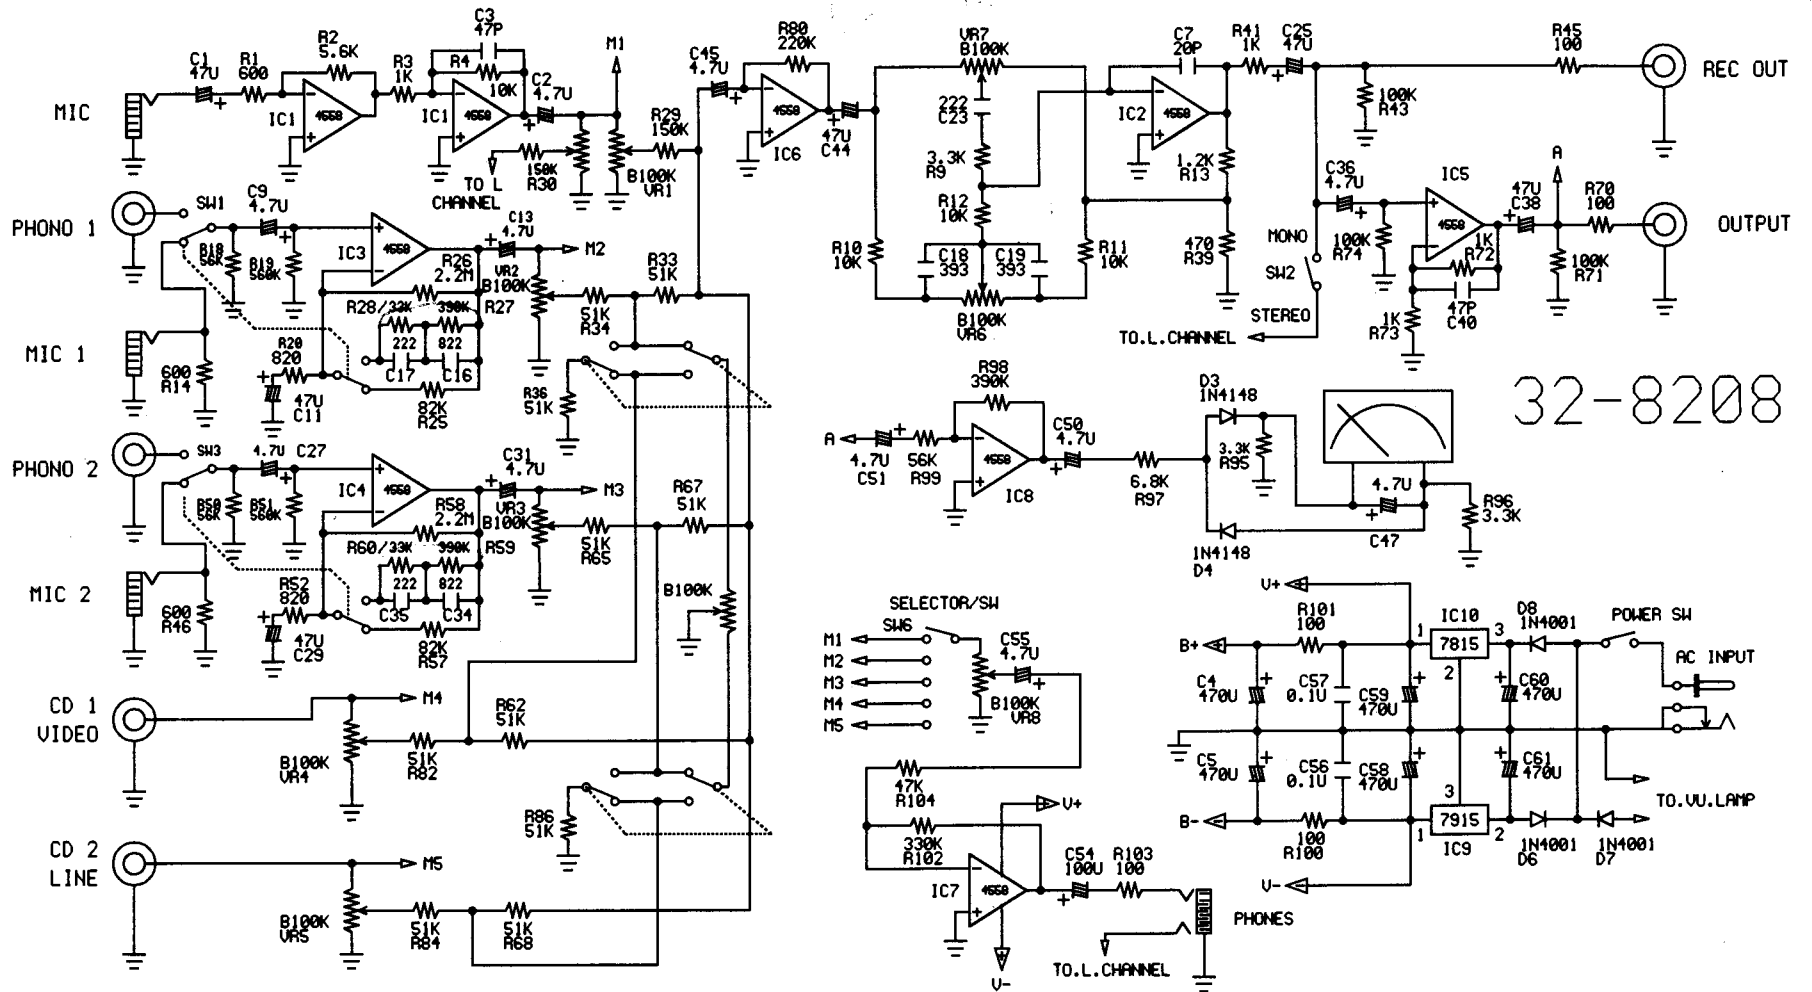 MIC
C1
47U
R1
600
R2
5.6K
R3
1K
C3
47P
R4
10K
IC1
4558
IC1
4558
C2
4.7U
M1
R29
150K
150K
R30
TO L
CHANNEL
B100K
VR1
C45
4.7U
R80
220K
4558
IC6
47U
C44
VR7
B100K
222
C23
3.3K
R9
R12
10K
R10
10K
C18
393
C19
393
R11
10K
B100K
VR6
C7
20P
IC2
4558
R41
1K
C25
47U
1.2K
R13
470
R39
R45
100
REC OUT
100K
R43
C36
4.7U
IC5
4558
47U
C38
A
R70
100
OUTPUT
MONO
100K
R74
SW2
STEREO
TO.L.CHANNEL
1K
R72
47P
C40
1K
R73
100K
R71
PHONO 1
SW1
C9
4.7U
R18
56K
R19
560K
IC3
4558
C13
4.7U
M2
R26
2.2M
VR2
B100K
R28/33K
390K
R27
222
822
C17
C16
R20
820
47U
C11
82K
R25
R33
51K
51K
R34
R36
51K
MIC 1
600
R14
PHONO 2
SW3
4.7U
C27
R50
56K
R51
560K
IC4
4558
C31
4.7U
M3
R58
2.2M
VR3
B100K
R60/33K
390K
R59
222
822
C35
C34
R52
820
47U
C29
82K
R57
R67
51K
51K
R65
B100K
MIC 2
600
R46
CD 1
VIDEO
M4
B100K
VR4
51K
R82
R62
51K
R86
51K
CD 2
LINE
M5
B100K
VR5
51K
R84
51K
R68
32-8208
A
4.7U
C51
56K
R99
R98
390K
4558
IC8
C50
4.7U
6.8K
R97
D3
1N4148
3.3K
R95
4.7U
C47
R96
3.3K
1N4148
D4
SELECTOR/SW
SW6
M1
M2
M3
M4
M5
C55
4.7U
B100K
VR8
47K
R104
330K
R102
V+
IC7
4558
V-
C54
100U
R103
100
PHONES
TO.L.CHANNEL
V+
B+
R101
100
IC10
1
7815
3
2
D8
1N4001
POWER SW
AC INPUT
C4
470U
C57
0.1U
C59
470U
C60
470U
C5
470U
C56
0.1U
C58
470U
C61
470U
B-
100
R100
3
1
7915
2
IC9
1N4001
D6
1N4001
D7
TO.VU.LAMP
V-